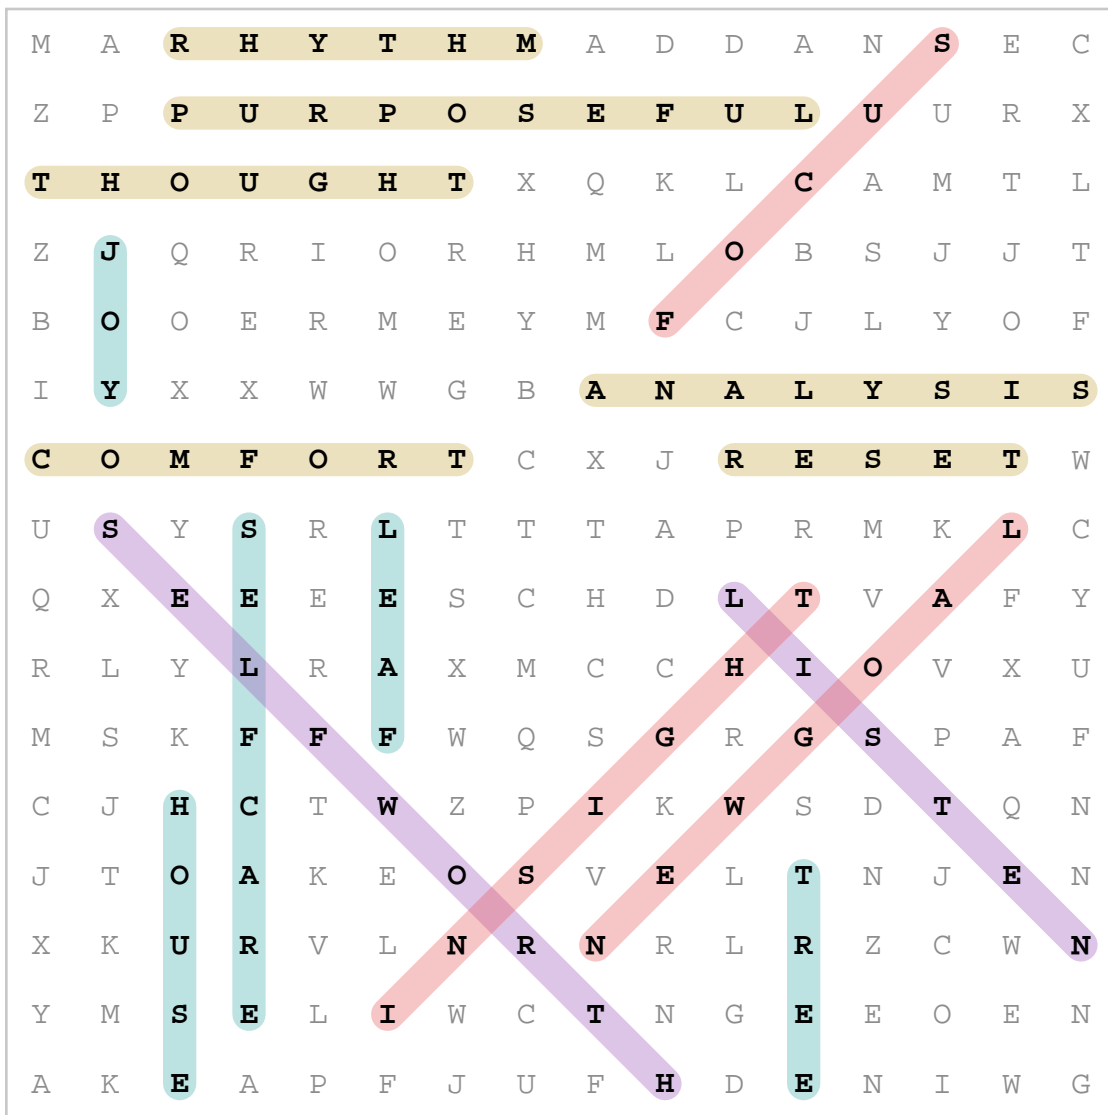 M A R H Y T H M A D D A N S E C
Z P P U R P O S E F U L U U R X
T H O U G H T X Q K L C A M T L
Z J Q R I O R H M L O B S J J T
B O O E R M E Y M F C J L Y O F
I Y X X W W G B A N A L Y S I S
C O M F O R T C X J R E S E T W
U S Y S R L T T T A P R M K L C
Q X E E E E S C H D L T V A F Y
R L Y L R A X M C C H I O V X U
M S K F F F W Q S G R G S P A F
C J H C T W Z P I K W S D T Q N
J T O A K E O S V E L T N J E N
X K U R V L N R N R L R Z C W N
Y M S E L I W C T N G E E O E N
A K E A P F J U F H D E N I W G